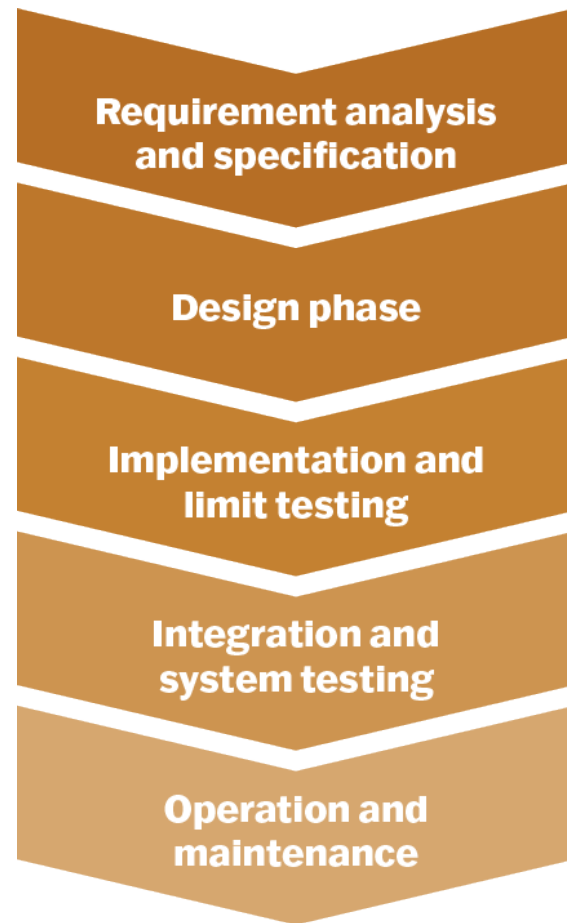 Requirement analysis
and specification
Design phase
Implementation and
limit testing
Integration and
system testing
Operation and
maintenance